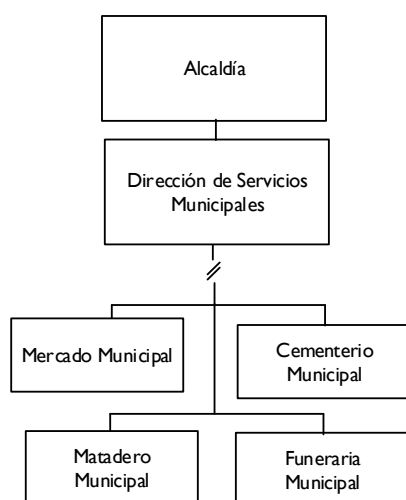 Alcaldía
Dirección de Servicios
Municipales
Mercado Municipal
Cementerio
Municipal
Matadero
Municipal
Funeraria
Municipal